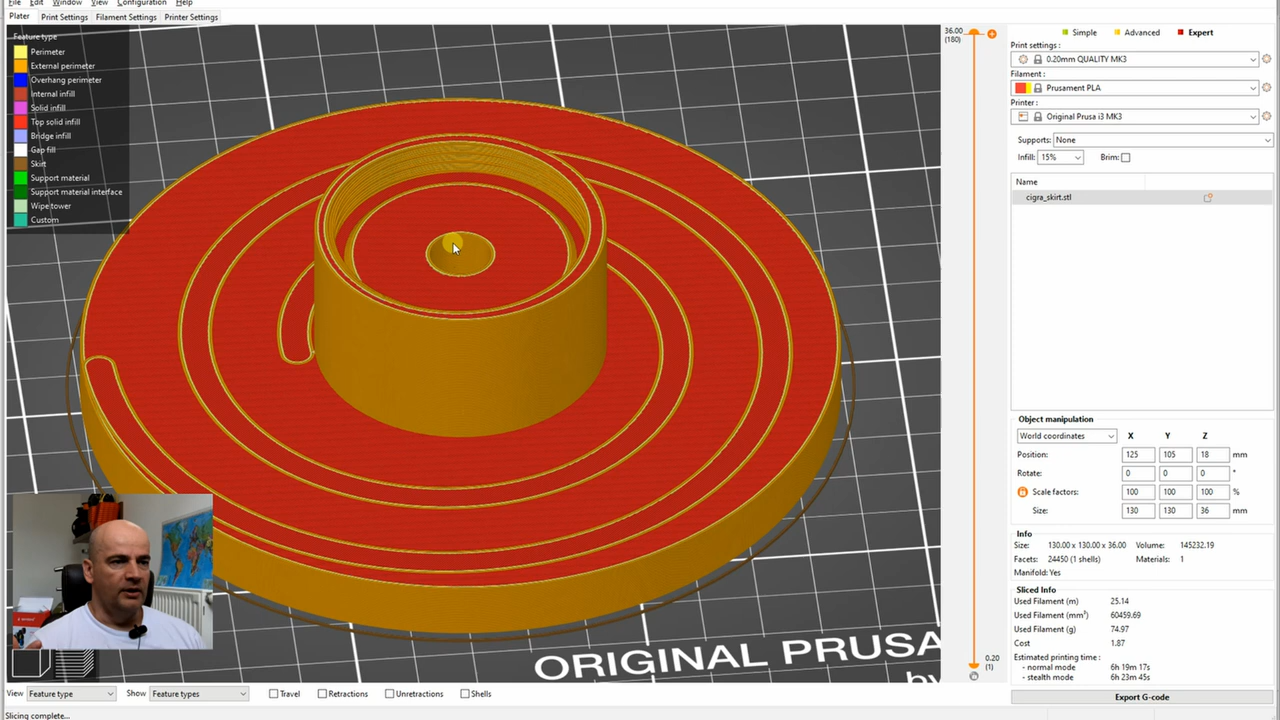 File Edit Window View Configuration Help
Plater Print Settings Filament Settings Printer Settings
Feature type
Perimeter
External perimeter
Overhang perimeter
Internal infill
Solid infill
Top solid infill
Bridge infill
Gap fill
Skirt
Support material
Support material interface
Wipe tower
Custom
36.00
(180)
0.20
(1)
ORIGINAL PRUSA
by
Simple Advanced Expert
Print settings :
0.20mm QUALITY MK3
Filament :
Prusament PLA
Printer :
Original Prusa i3 MK3
Supports: None
Infill: 15% Brim:
Name
cigra_skirt.stl
Object manipulation
World coordinates X Y Z
Position: 125 105 18 mm
Rotate: 0 0 0 °
Scale factors: 100 100 100 %
Size: 130 130 36 mm
Info
Size: 130.00 x 130.00 x 36.00 Volume: 145232.19
Facets: 24450 (1 shells) Materials: 1
Manifold: Yes
Sliced Info
Used Filament (m) 25.14
Used Filament (mm³) 60459.69
Used Filament (g) 74.97
Cost 1.87
Estimated printing time :
- normal mode 6h 19m 17s
- stealth mode 6h 23m 45s
Export G-code
View Feature type Show Feature types Travel Retractions Unretractions Shells
Slicing complete...